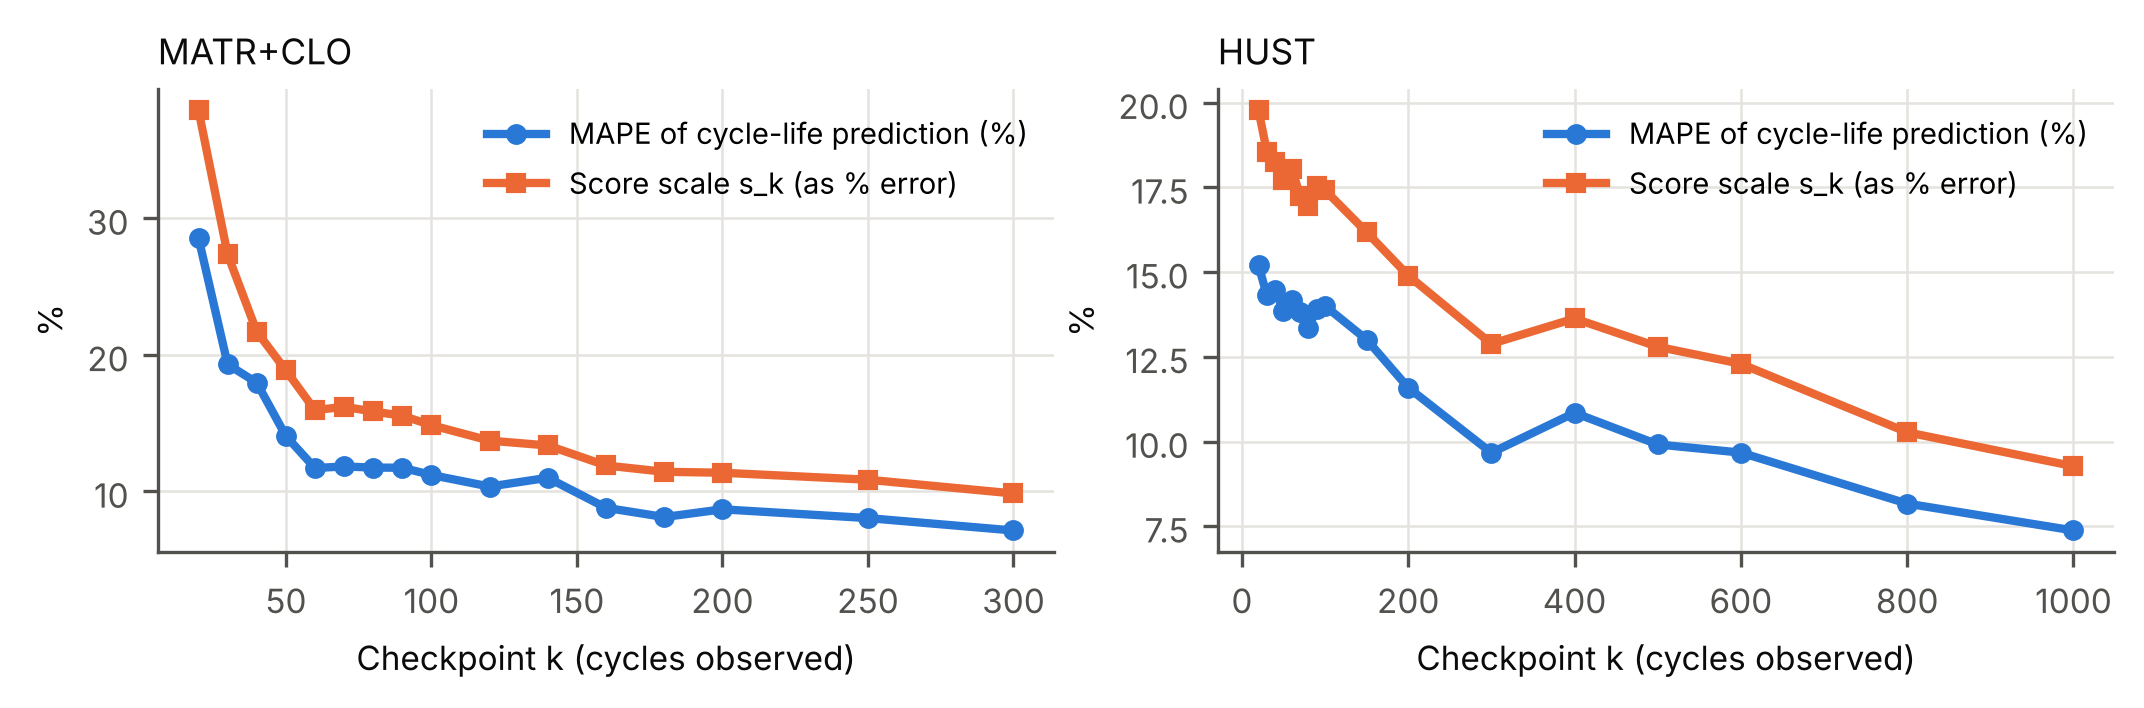 MATR+CLO
MAPE of cycle-life prediction (%)
Score scale s_k (as % error)
%
30
20
10
50 100 150 200 250 300
Checkpoint k (cycles observed)
HUST
MAPE of cycle-life prediction (%)
Score scale s_k (as % error)
%
20.0
17.5
15.0
12.5
10.0
7.5
0 200 400 600 800 1000
Checkpoint k (cycles observed)